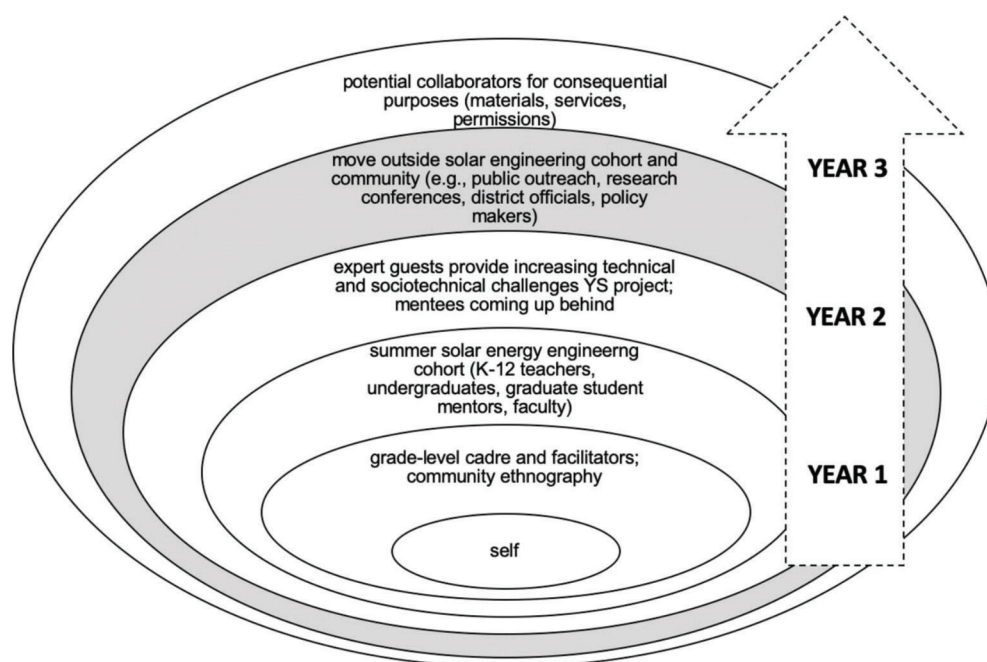 potential collaborators for consequential
purposes (materials, services,
permissions)
move outside solar engineering cohort and
community (e.g., public outreach, research
conferences, district officials, policy
makers)
YEAR 3
expert guests provide increasing technical
and sociotechnical challenges YS project;
mentees coming up behind
YEAR 2
summer solar energy engineerng
cohort (K-12 teachers,
undergraduates, graduate student
mentors, faculty)
grade-level cadre and facilitators;
community ethnography
YEAR 1
self